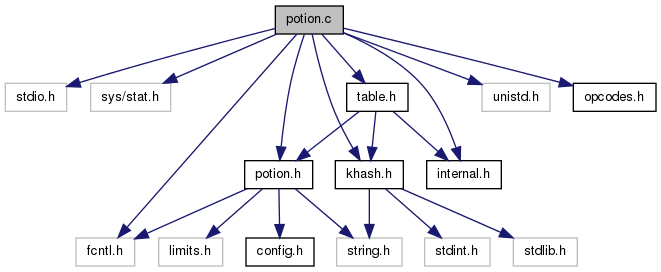 potion.c
stdio.h
sys/stat.h
table.h
unistd.h
opcodes.h
potion.h
khash.h
internal.h
fcntl.h
limits.h
config.h
string.h
stdint.h
stdlib.h